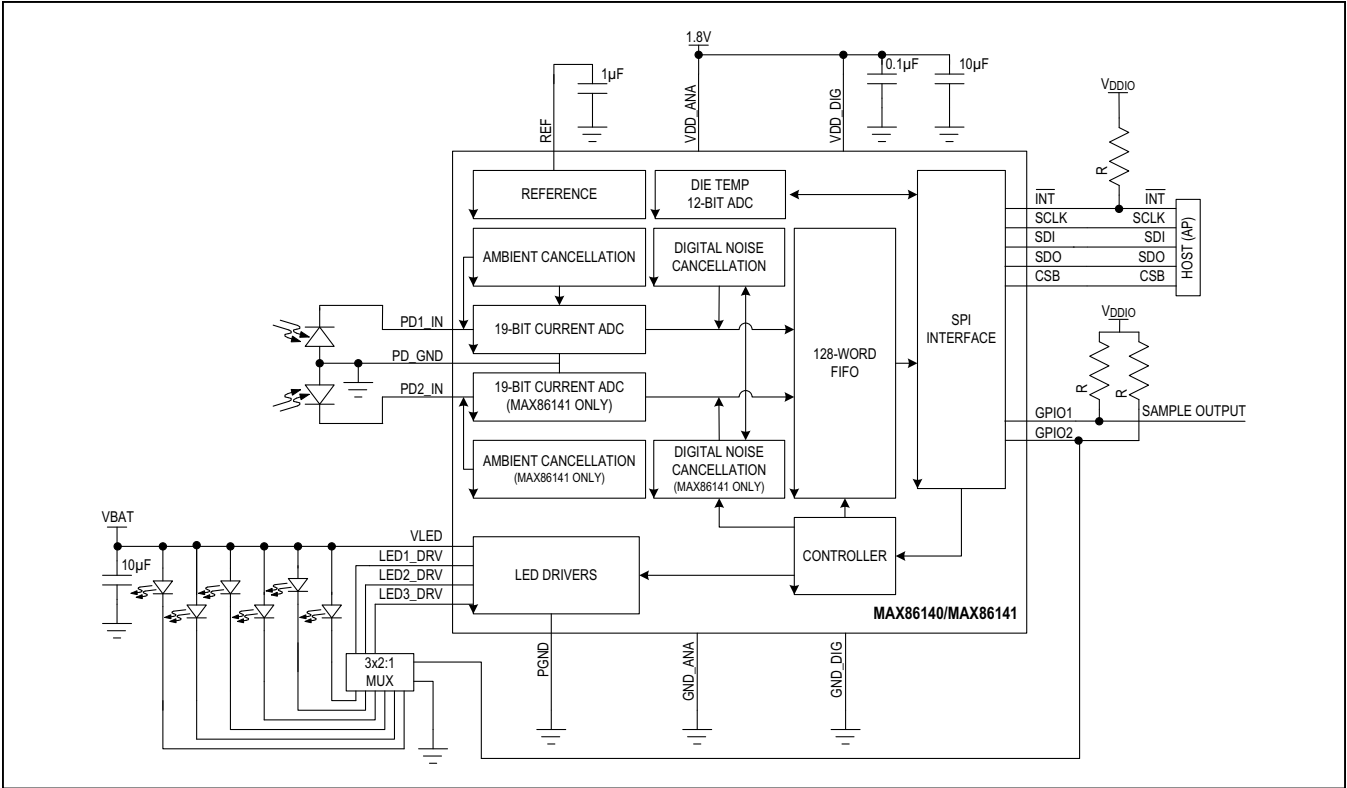 1.8V
1µF
0.1µF
10µF
VDDIO
REF
VDD_ANA
VDD_DIG
R
REFERENCE
DIE TEMP
12-BIT ADC
INT
INT
SCLK
SCLK
SDI
SDI
SDO
SDO
CSB
CSB
HOST (AP)
AMBIENT CANCELLATION
DIGITAL NOISE
CANCELLATION
SPI
INTERFACE
PD1_IN
19-BIT CURRENT ADC
128-WORD
FIFO
VDDIO
PD_GND
PD2_IN
19-BIT CURRENT ADC
(MAX86141 ONLY)
R
R
GPIO1
SAMPLE OUTPUT
GPIO2
AMBIENT CANCELLATION
(MAX86141 ONLY)
DIGITAL NOISE
CANCELLATION
(MAX86141 ONLY)
VBAT
10µF
VLED
LED1_DRV
LED2_DRV
LED3_DRV
LED DRIVERS
CONTROLLER
MAX86140/MAX86141
3x2:1
MUX
PGND
GND_ANA
GND_DIG